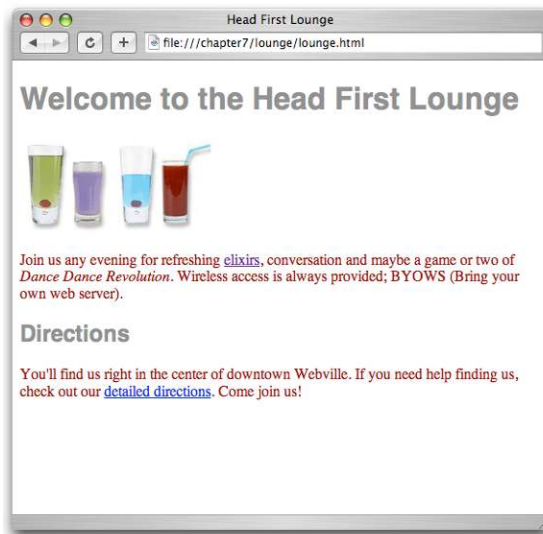 Head First Lounge
file:///chapter7/lounge/lounge.html
Welcome to the Head First Lounge
Join us any evening for refreshing elixirs, conversation and maybe a game or two of
Dance Dance Revolution. Wireless access is always provided; BYOWS (Bring your
own web server).
Directions
You'll find us right in the center of downtown Webville. If you need help finding us,
check out our detailed directions. Come join us!